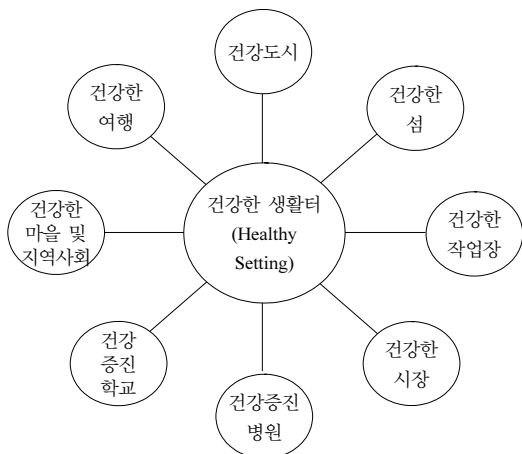 건강도시
건강한
여행
건강한
섬
건강한
마을 및
지역사회
건강한 생활터
(Healthy
Setting)
건강한
작업장
건강
증진
학교
건강증진
병원
건강한
시장